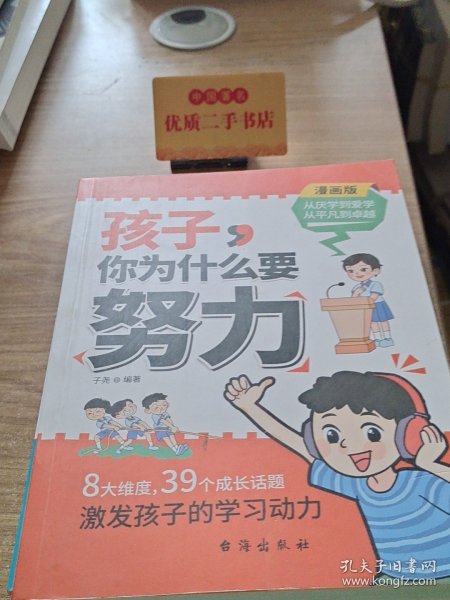 中国著名
优质二手书店
漫画版
从厌学到爱学
从平凡到卓越
孩子，
你为什么要
努力
子尧◎编著
8大维度，39个成长话题
激发孩子的学习动力
台海出版社
孔夫子旧书网
www.kongfz.com